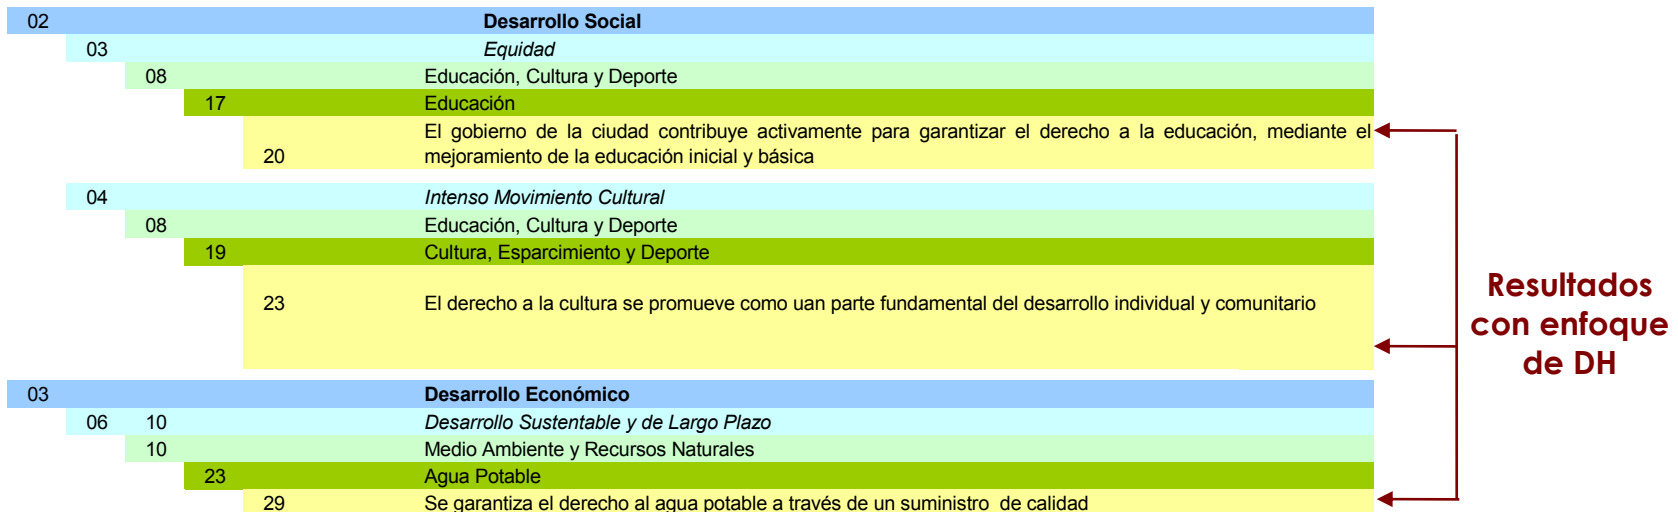 02 Desarrollo Social
03 Equidad
08 Educación, Cultura y Deporte
17 Educación
El gobierno de la ciudad contribuye activamente para garantizar el derecho a la educación, mediante el
20 mejoramiento de la educación inicial y básica
04 Intenso Movimiento Cultural
08 Educación, Cultura y Deporte
19 Cultura, Esparcimiento y Deporte
23 El derecho a la cultura se promueve como uan parte fundamental del desarrollo individual y comunitario
03 Desarrollo Económico
06 10 Desarrollo Sustentable y de Largo Plazo
10 Medio Ambiente y Recursos Naturales
23 Agua Potable
29 Se garantiza el derecho al agua potable a través de un suministro de calidad
Resultados
con enfoque
de DH